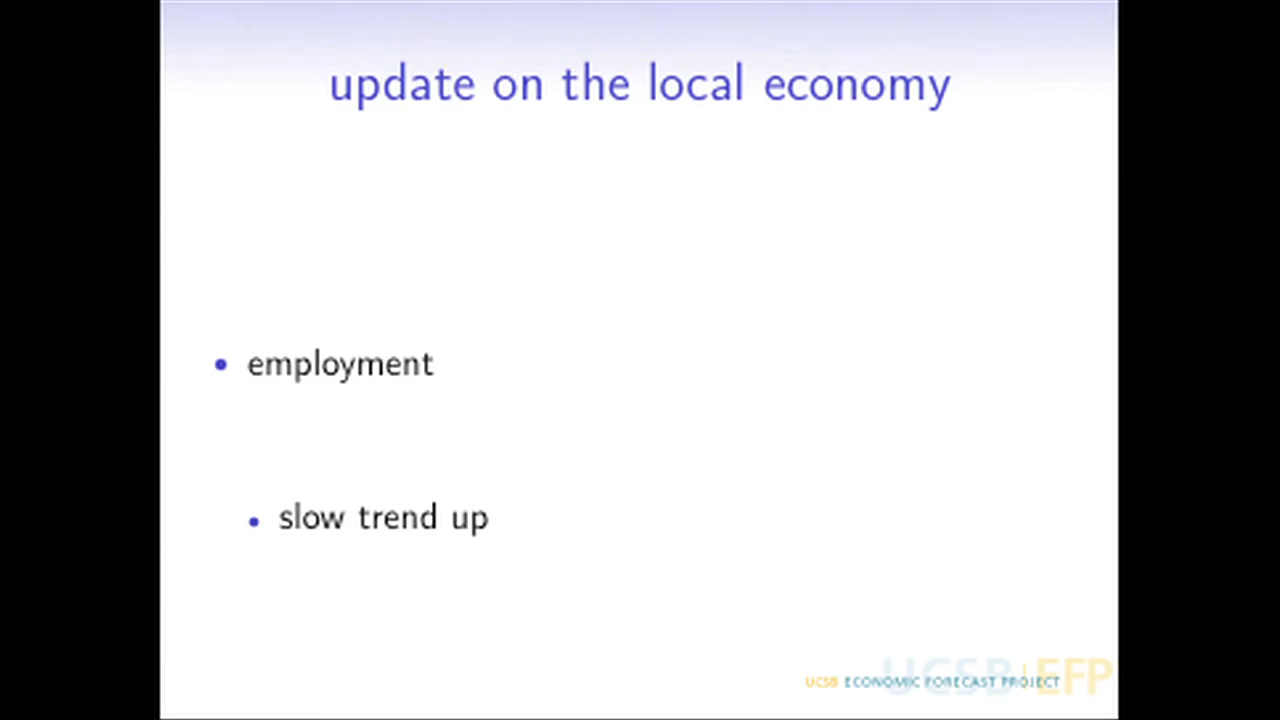 update on the local economy
• employment
• slow trend up
UCSB ECONOMIC FORECAST PROJECT
UCSB|EFP